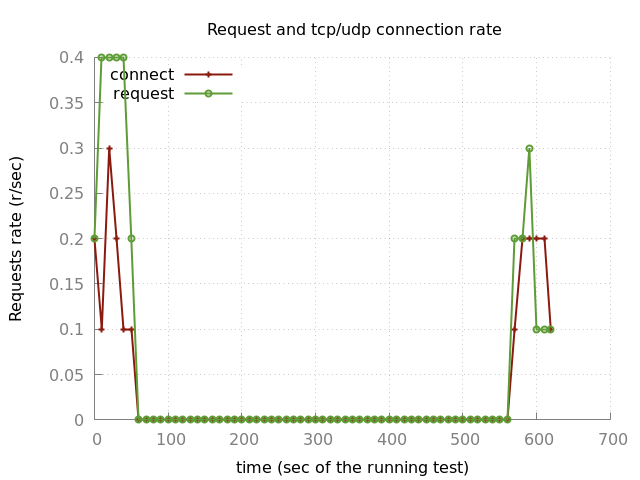 Request and tcp/udp connection rate
0.4
connect
request
0.35
0.3
0.25
0.2
0.15
0.1
0.05
0
Requests rate (r/sec)
0 100 200 300 400 500 600 700
time (sec of the running test)